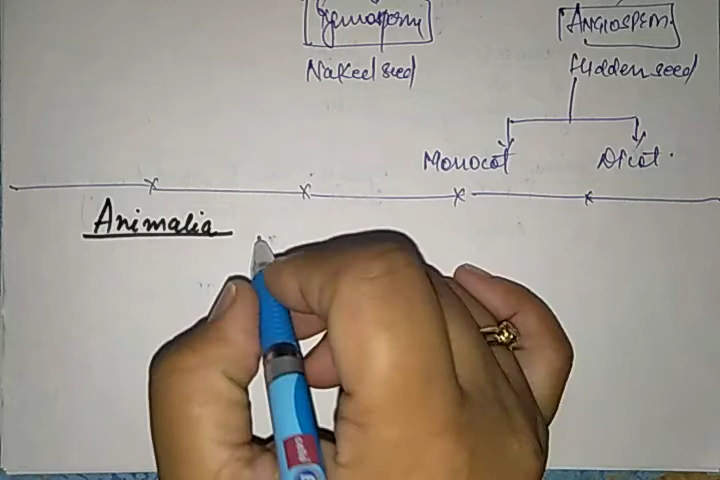 Gymnosperm ANGIOSPERM
Naked seed Hidden seed
Monocot Dicot.
Animalia